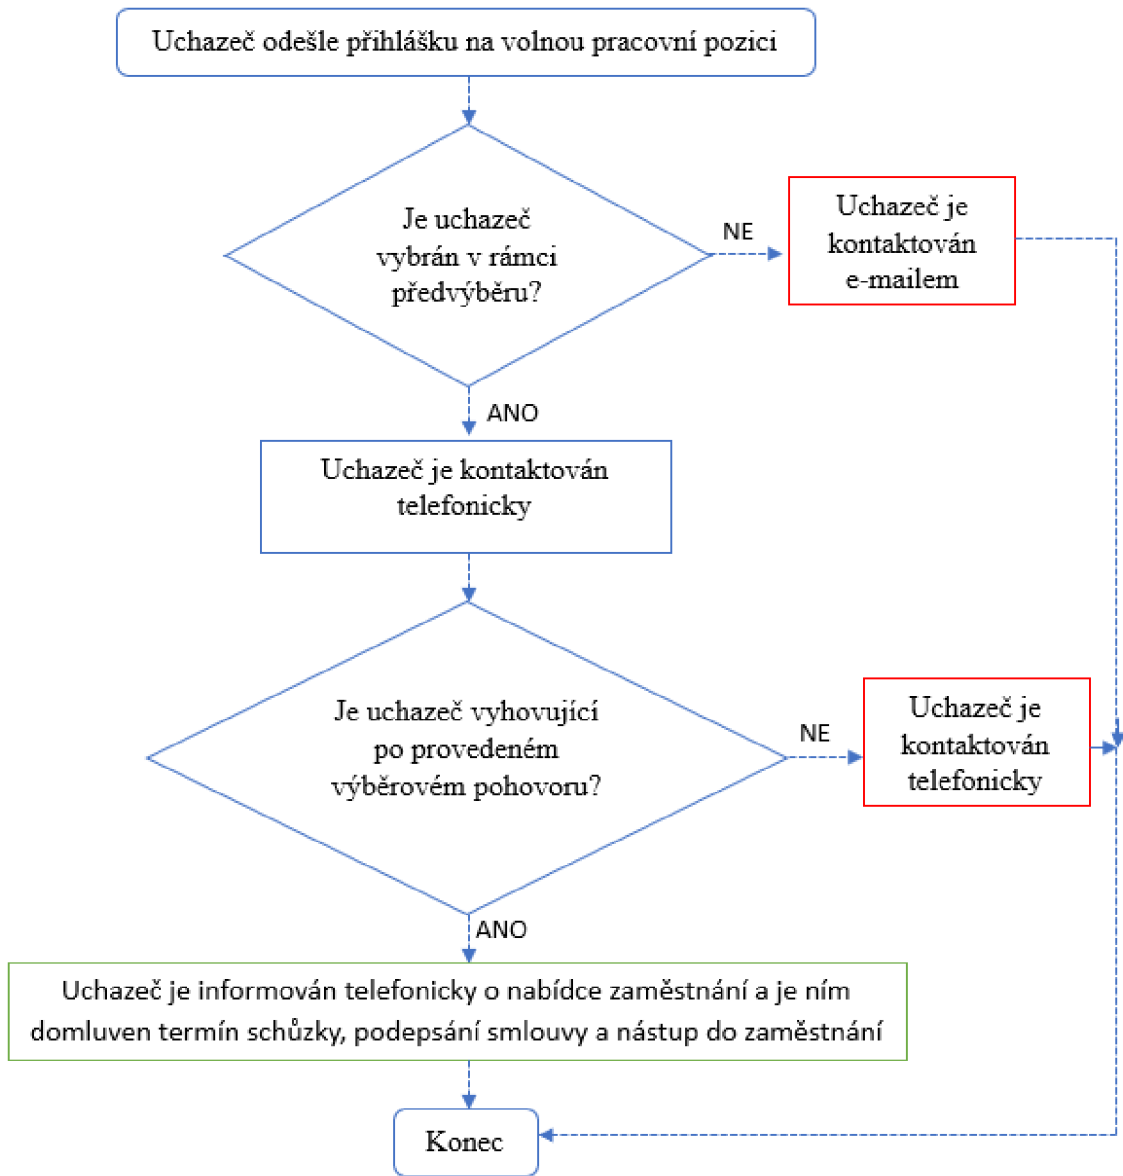 Uchazeč odešle přihlášku na volnou pracovní pozici
Je uchazeč
vybrán v rámci
předvýběru?
NE
Uchazeč je
kontaktován
e-mailem
ANO
Uchazeč je kontaktován
telefonicky
Je uchazeč vyhovující
po provedeném
výběrovém pohovoru?
NE
Uchazeč je
kontaktován
telefonicky
ANO
Uchazeč je informován telefonicky o nabídce zaměstnání a je ním
domluven termín schůzky, podepsání smlouvy a nástup do zaměstnání
Konec